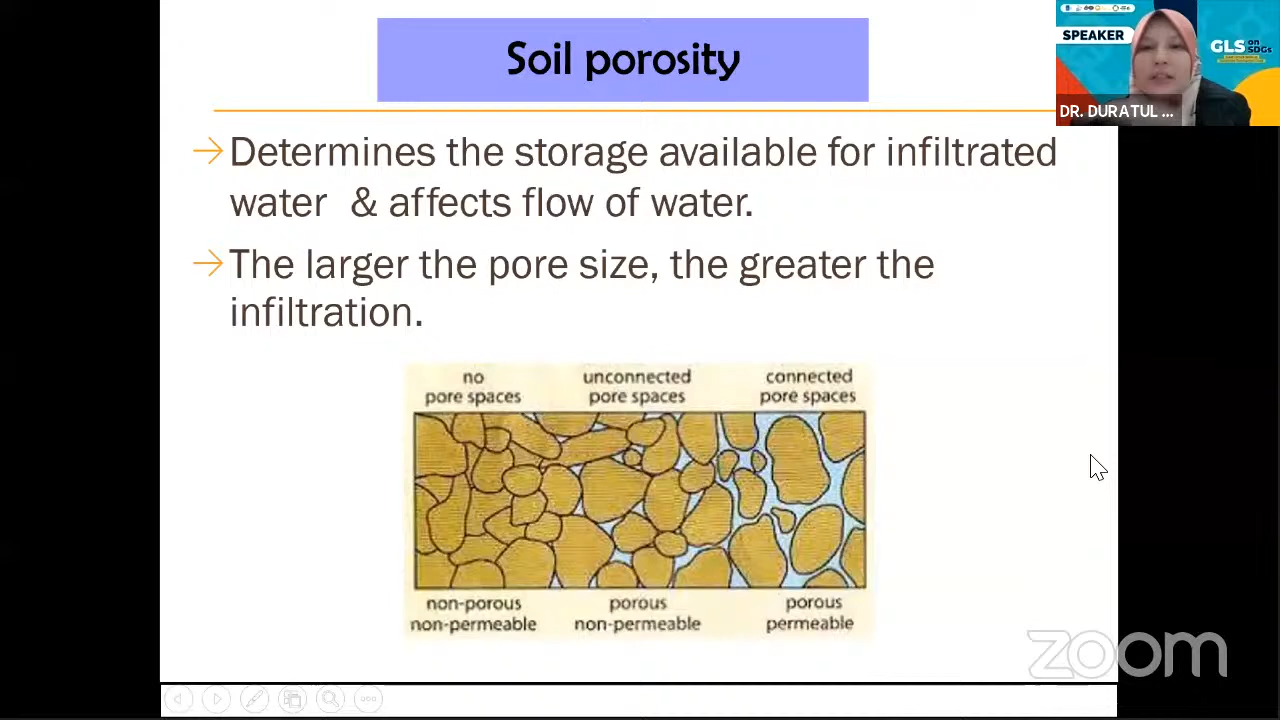 Soil porosity
SPEAKER
GLS on SDGs
DR. DURATUL ...
→ Determines the storage available for infiltrated
water & affects flow of water.
→ The larger the pore size, the greater the
infiltration.
no unconnected connected
pore spaces pore spaces pore spaces
non-porous porous porous
non-permeable non-permeable permeable
zoom